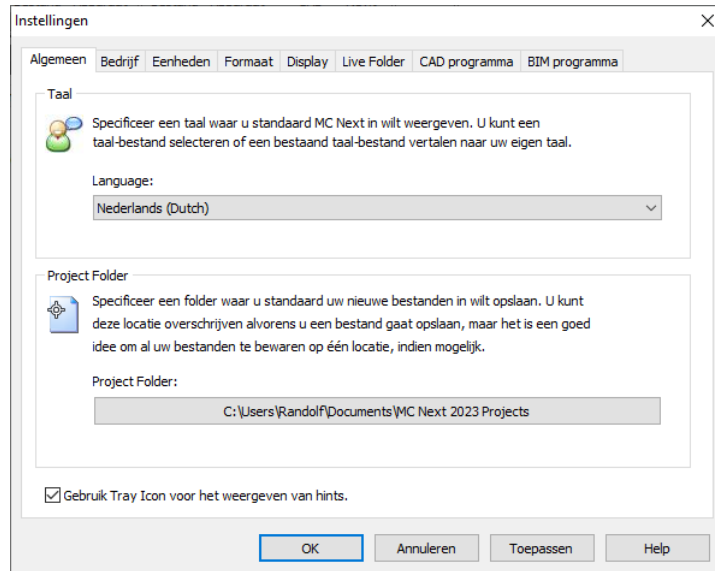 Instellingen
Algemeen Bedrijf Eenheden Formaat Display Live Folder CAD programma BIM programma
Taal
Specificeer een taal waar u standaard MC Next in wilt weergeven. U kunt een
taal-bestand selecteren of een bestaand taal-bestand vertalen naar uw eigen taal.
Language:
Nederlands (Dutch)
Project Folder
Specificeer een folder waar u standaard uw nieuwe bestanden in wilt opslaan. U kunt
deze locatie overschrijven alvorens u een bestand gaat opslaan, maar het is een goed
idee om al uw bestanden te bewaren op één locatie, indien mogelijk.
Project Folder:
C:\Users\Randolf\Documents\MC Next 2023 Projects
Gebruik Tray Icon voor het weergeven van hints.
OK Annuleren Toepassen Help